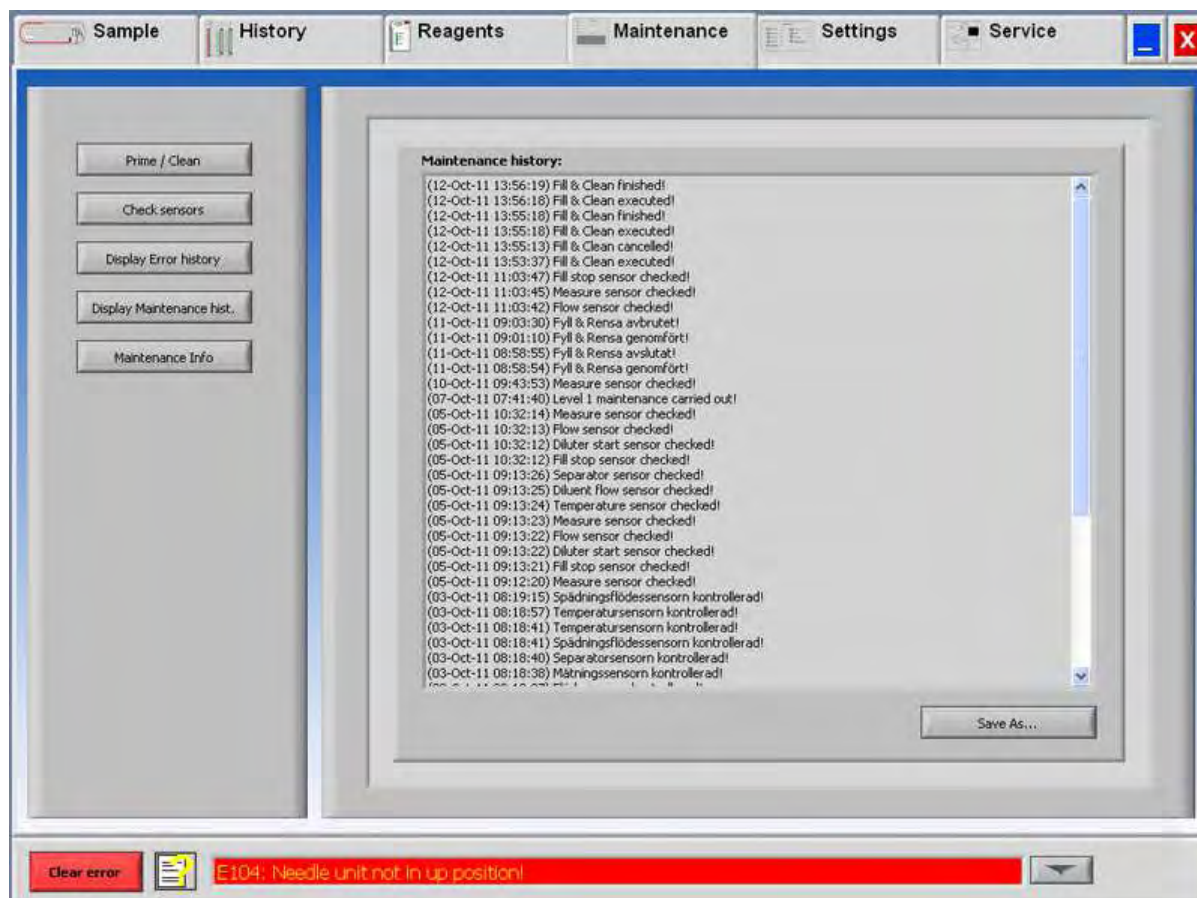 Sample
History
Reagents
Maintenance
Settings
Service
Prime / Clean
Check sensors
Display Error history
Display Maintenance hist.
Maintenance Info
Maintenance history:
(12-Oct-11 13:56:19) Fill & Clean finished!
(12-Oct-11 13:56:18) Fill & Clean executed!
(12-Oct-11 13:55:18) Fill & Clean finished!
(12-Oct-11 13:55:18) Fill & Clean executed!
(12-Oct-11 13:55:13) Fill & Clean cancelled!
(12-Oct-11 13:53:37) Fill & Clean executed!
(12-Oct-11 11:03:47) Fill stop sensor checked!
(12-Oct-11 11:03:45) Measure sensor checked!
(12-Oct-11 11:03:42) Flow sensor checked!
(11-Oct-11 09:03:30) Fyll & Rensa avbrutet!
(11-Oct-11 09:01:10) Fyll & Rensa genomfört!
(11-Oct-11 08:58:55) Fyll & Rensa avslutat!
(11-Oct-11 08:58:54) Fyll & Rensa genomfört!
(10-Oct-11 09:43:53) Measure sensor checked!
(07-Oct-11 07:41:40) Level 1 maintenance carried out!
(05-Oct-11 10:32:14) Measure sensor checked!
(05-Oct-11 10:32:13) Flow sensor checked!
(05-Oct-11 10:32:12) Diluter start sensor checked!
(05-Oct-11 10:32:12) Fill stop sensor checked!
(05-Oct-11 09:13:26) Separator sensor checked!
(05-Oct-11 09:13:25) Diluent flow sensor checked!
(05-Oct-11 09:13:24) Temperature sensor checked!
(05-Oct-11 09:13:23) Measure sensor checked!
(05-Oct-11 09:13:22) Flow sensor checked!
(05-Oct-11 09:13:22) Diluter start sensor checked!
(05-Oct-11 09:13:21) Fill stop sensor checked!
(05-Oct-11 09:12:20) Measure sensor checked!
(03-Oct-11 08:19:15) Spädningsflödessensorn kontrollerad!
(03-Oct-11 08:18:57) Temperatursensorn kontrollerad!
(03-Oct-11 08:18:41) Temperatursensorn kontrollerad!
(03-Oct-11 08:18:41) Spädningsflödessensorn kontrollerad!
(03-Oct-11 08:18:40) Separatorsensorn kontrollerad!
(03-Oct-11 08:18:38) Mätningssensorn kontrollerad!
Save As...
Clear error
E104: Needle unit not in up position!